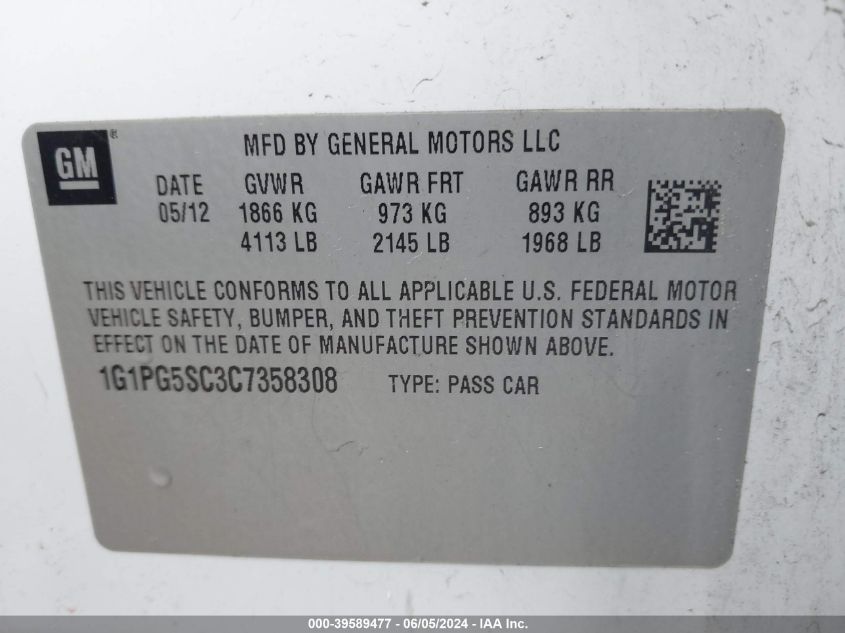 GM®
MFD BY GENERAL MOTORS LLC
DATE GVWR GAWR FRT GAWR RR
05/12 1866 KG 973 KG 893 KG
4113 LB 2145 LB 1968 LB
THIS VEHICLE CONFORMS TO ALL APPLICABLE U.S. FEDERAL MOTOR
VEHICLE SAFETY, BUMPER, AND THEFT PREVENTION STANDARDS IN
EFFECT ON THE DATE OF MANUFACTURE SHOWN ABOVE.
1G1PG5SC3C7358308 TYPE: PASS CAR
000-39589477 - 06/05/2024 - IAA Inc.